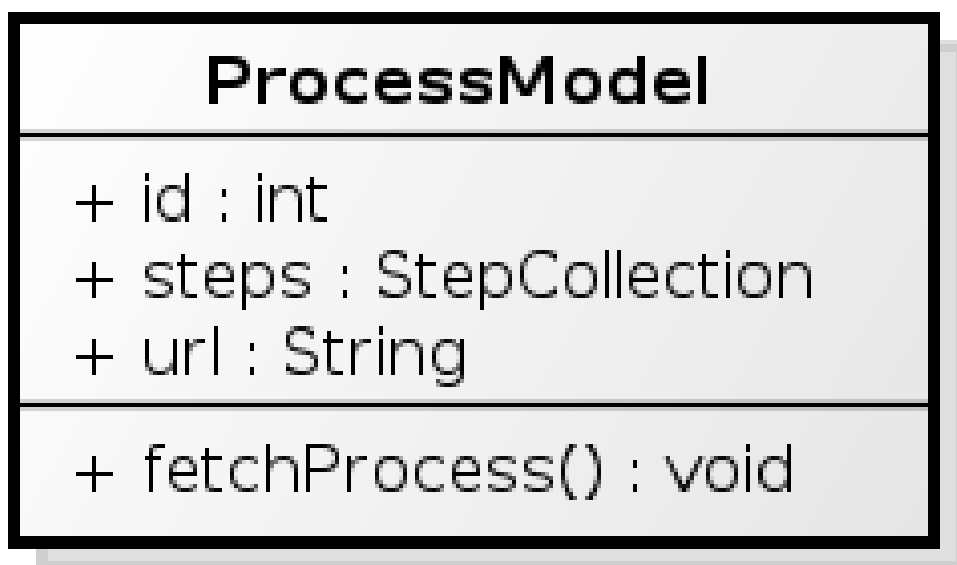 ProcessModel
+ id : int
+ steps : StepCollection
+ url : String
+ fetchProcess() : void